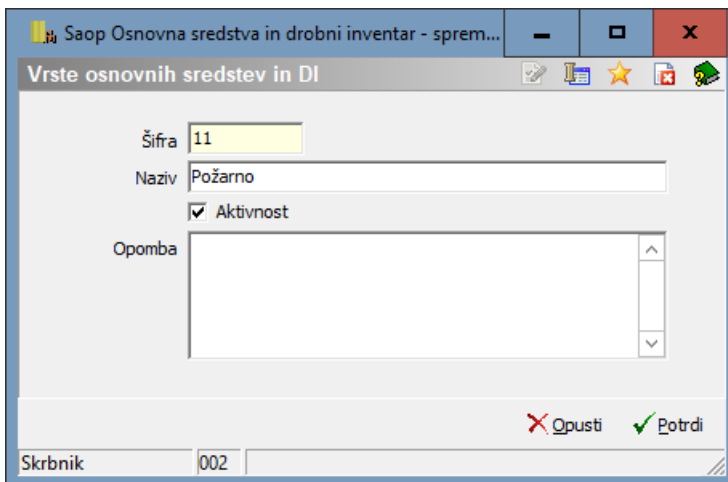 Saop Osnovna sredstva in drobni inventar - sprem...
Vrste osnovnih sredstev in DI
Šifra 11
Naziv Požarno
Aktivnost
Opomba
Opusti Potrdi
Skrbnik 002